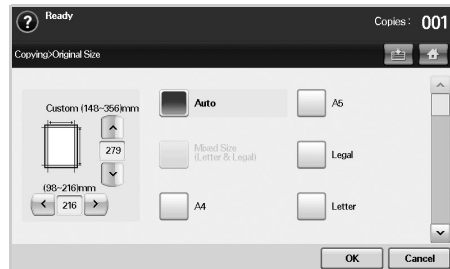 ?
Ready
Copies : 001
Copying>Original Size
Custom (148~356)mm
279
(98~216)mm
216
Auto
A5
Mixed Size
(Letter & Legal)
Legal
A4
Letter
OK
Cancel